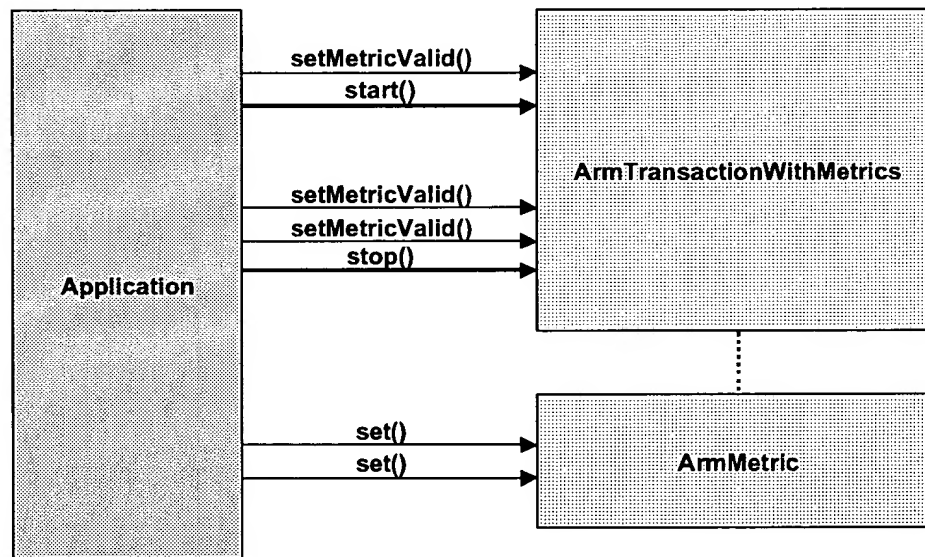 setMetricValid()
start()
ArmTransactionWithMetrics
setMetricValid()
setMetricValid()
stop()
Application
set()
set()
ArmMetric